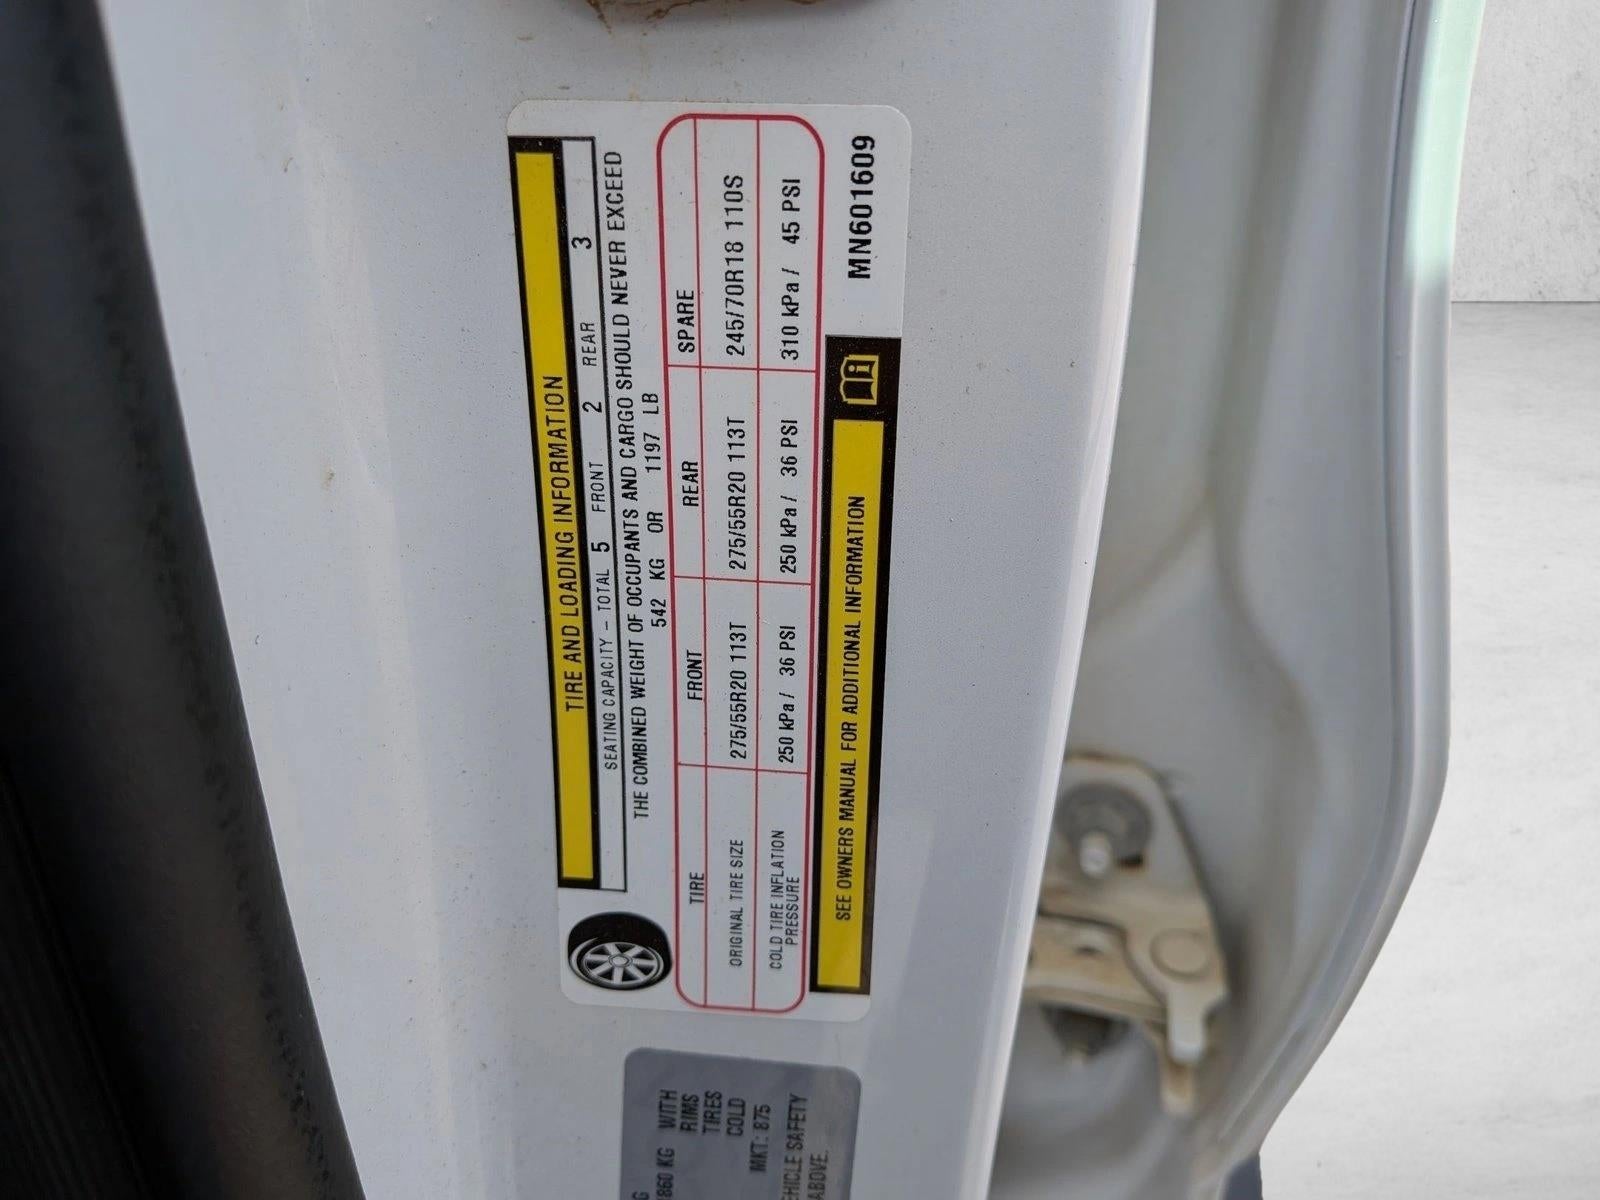 TIRE AND LOADING INFORMATION
SEATING CAPACITY – TOTAL 5 FRONT 2 REAR 3
THE COMBINED WEIGHT OF OCCUPANTS AND CARGO SHOULD NEVER EXCEED
542 KG OR 1197 LB
TIRE FRONT REAR SPARE
ORIGINAL TIRE SIZE 275/55R20 113T 275/55R20 113T 245/70R18 110S
COLD TIRE INFLATION
PRESSURE 250 kPa / 36 PSI 250 kPa / 36 PSI 310 kPa / 45 PSI
SEE OWNERS MANUAL FOR ADDITIONAL INFORMATION
MN601609
860 KG WITH
RIMS
TIRES
COLD
MKT: 875
SAFETY
ABOVE.